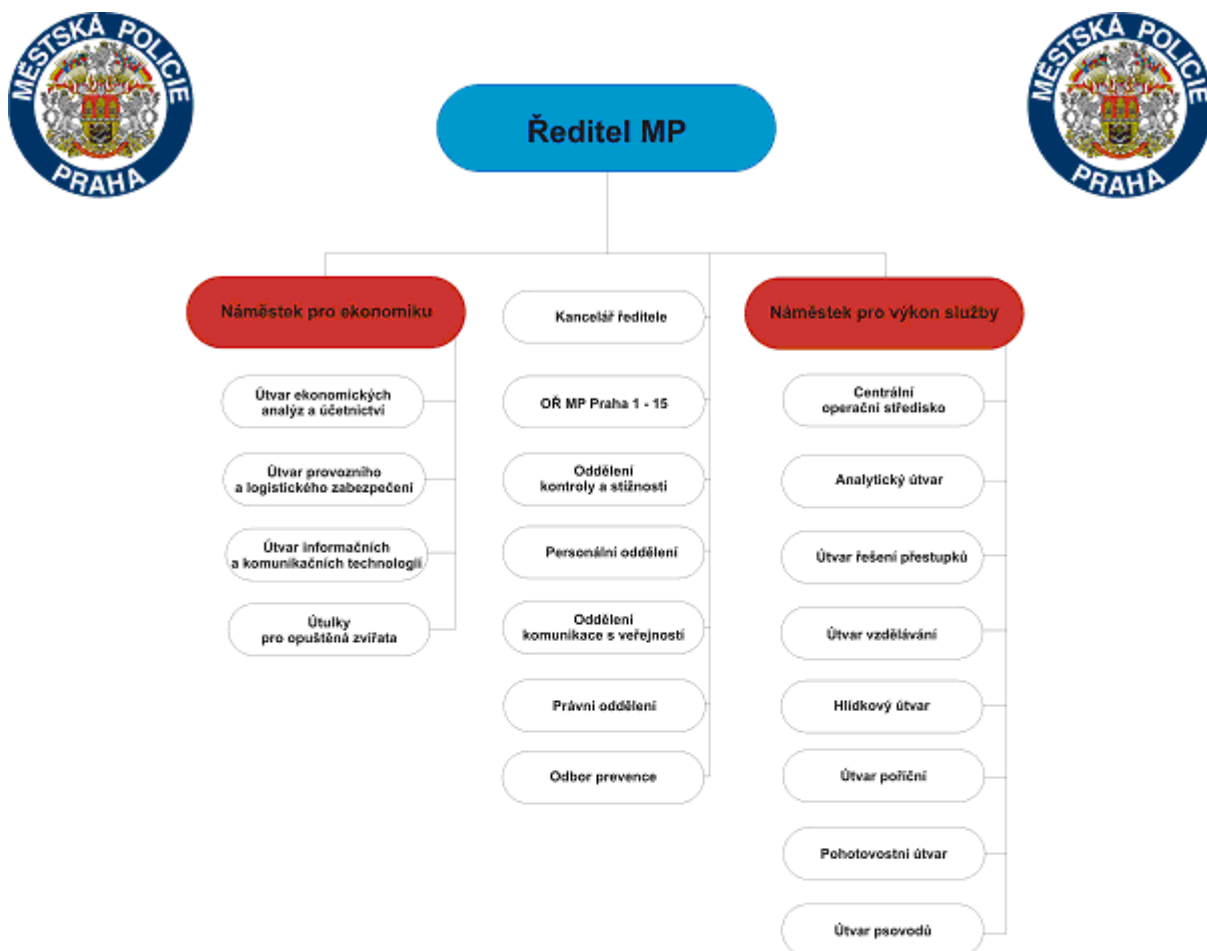 MĚSTSKÁ POLICIE
PRAHA
MĚSTSKÁ POLICIE
PRAHA
Ředitel MP
Náměstek pro ekonomiku
Útvar ekonomických
analýz a účetnictví
Útvar provozního
a logistického zabezpečení
Útvar informačních
a komunikačních technologií
Útulky
pro opuštěná zvířata
Kancelář ředitele
OŘ MP Praha 1 - 15
Oddělení
kontroly a stížností
Personální oddělení
Oddělení
komunikace s veřejností
Právní oddělení
Odbor prevence
Náměstek pro výkon služby
Centrální
operační středisko
Analytický útvar
Útvar řešení přestupků
Útvar vzdělávání
Hlídkový útvar
Útvar poříční
Pohotovostní útvar
Útvar psovodů